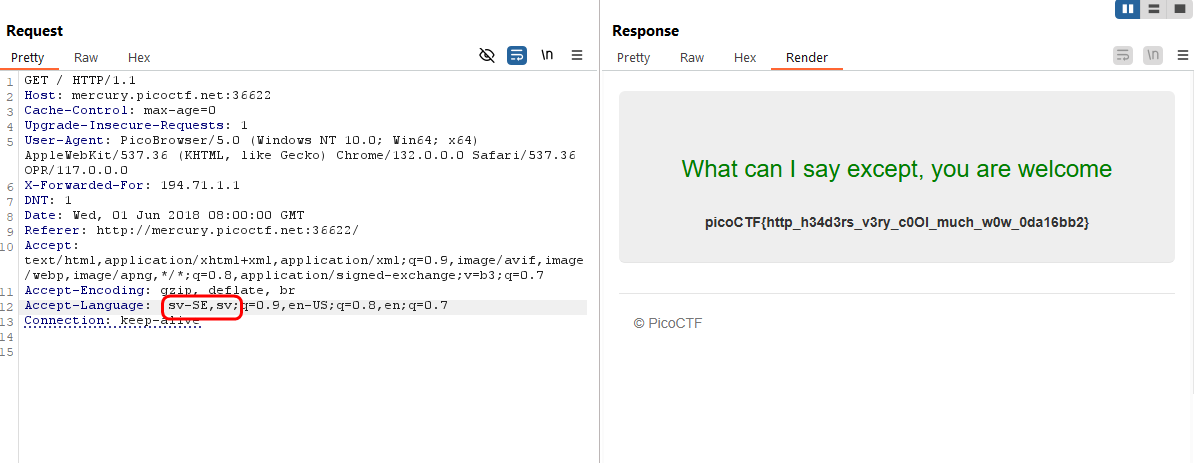 Request
Pretty Raw Hex
\n
1 GET / HTTP/1.1
2 Host: mercury.picoctf.net:36622
3 Cache-Control: max-age=0
4 Upgrade-Insecure-Requests: 1
5 User-Agent: PicoBrowser/5.0 (Windows NT 10.0; Win64; x64)
AppleWebKit/537.36 (KHTML, like Gecko) Chrome/132.0.0.0 Safari/537.36
OPR/117.0.0.0
6 X-Forwarded-For: 194.71.1.1
7 DNT: 1
8 Date: Wed, 01 Jun 2018 08:00:00 GMT
9 Referer: http://mercury.picoctf.net:36622/
10 Accept:
text/html,application/xhtml+xml,application/xml;q=0.9,image/avif,image
/webp,image/apng,*/*;q=0.8,application/signed-exchange;v=b3;q=0.7
11 Accept-Encoding: gzip, deflate, br
12 Accept-Language: sv-SE,sv;q=0.9,en-US;q=0.8,en;q=0.7
13 Connection: keep-alive
14
15
Response
Pretty Raw Hex Render
\n
What can I say except, you are welcome
picoCTF{http_h34d3rs_v3ry_c0Ol_much_w0w_0da16bb2}
© PicoCTF